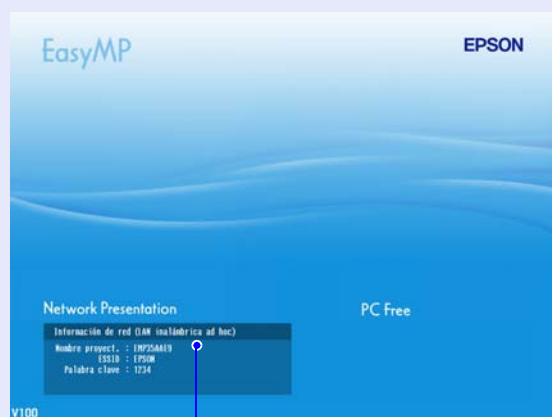 EasyMP
EPSON
Network Presentation
PC Free
Información de red (LAN inalámbrica ad hoc)
Nombre proyect. : EMP35AAE9
ESSID : EPSON
Palabra clave : 1234
V100